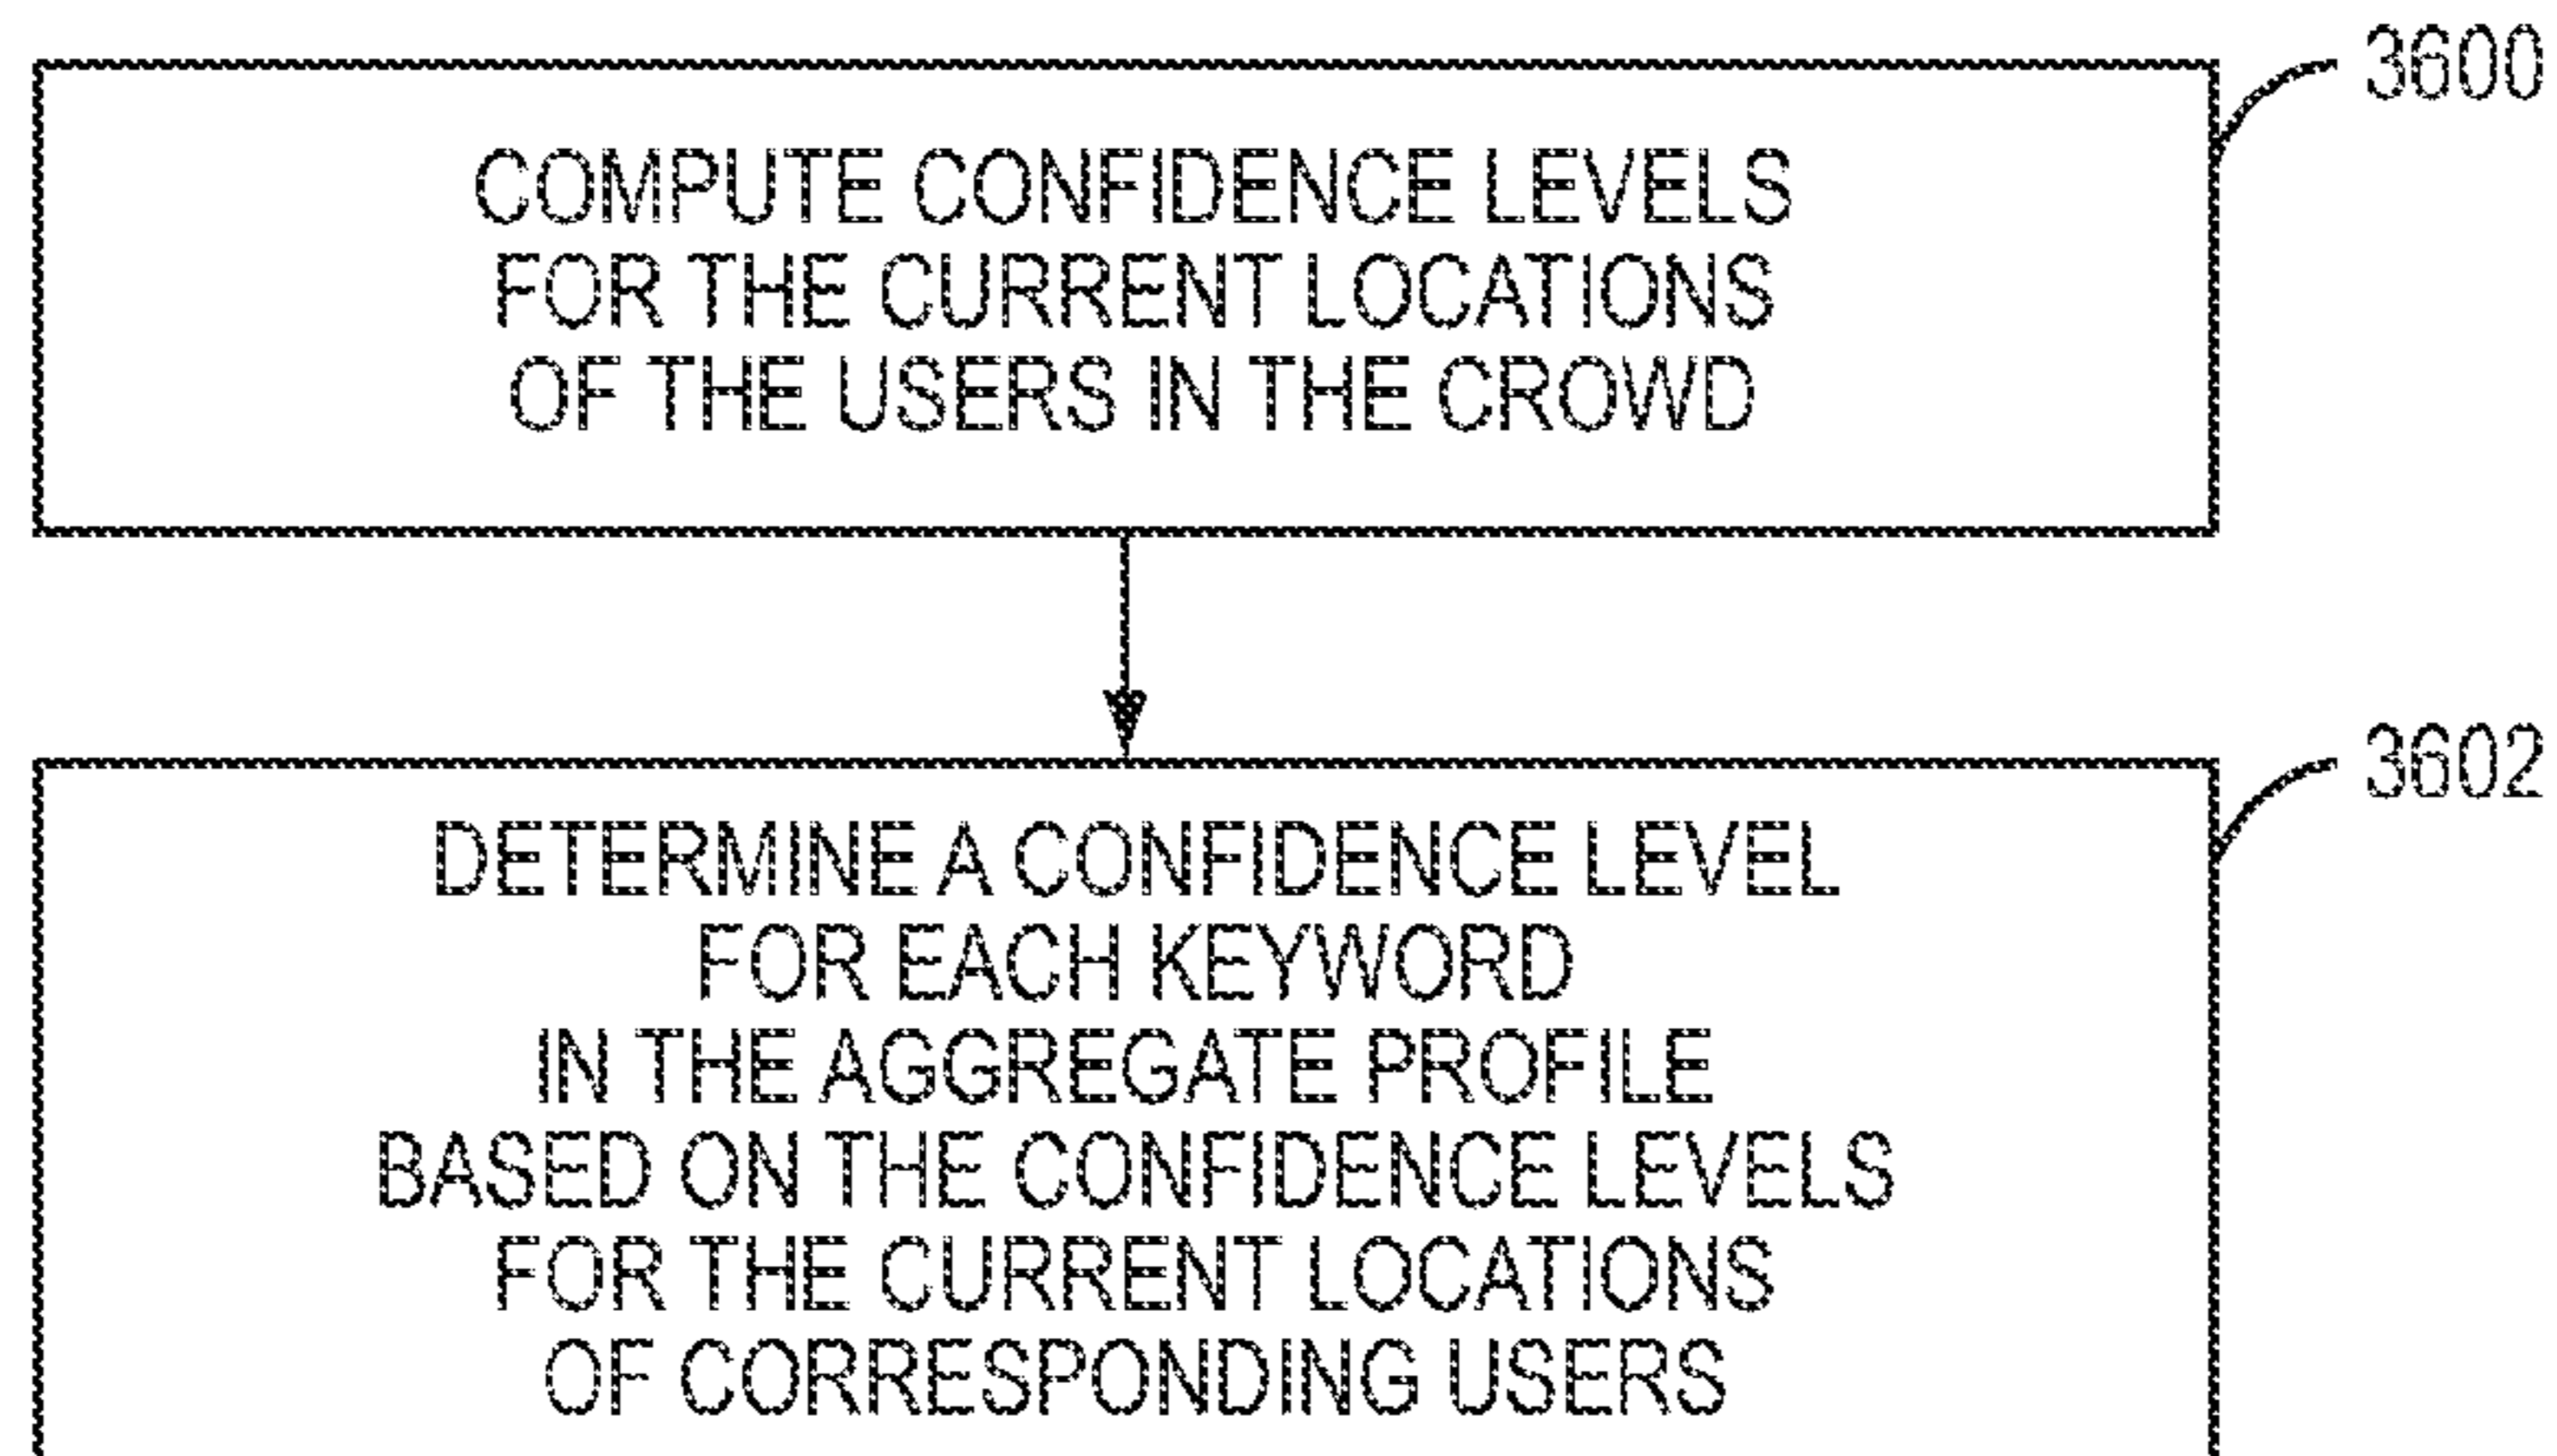 3600
COMPUTE CONFIDENCE LEVELS
FOR THE CURRENT LOCATIONS
OF THE USERS IN THE CROWD
3602
DETERMINE A CONFIDENCE LEVEL
FOR EACH KEYWORD
IN THE AGGREGATE PROFILE
BASED ON THE CONFIDENCE LEVELS
FOR THE CURRENT LOCATIONS
OF CORRESPONDING USERS